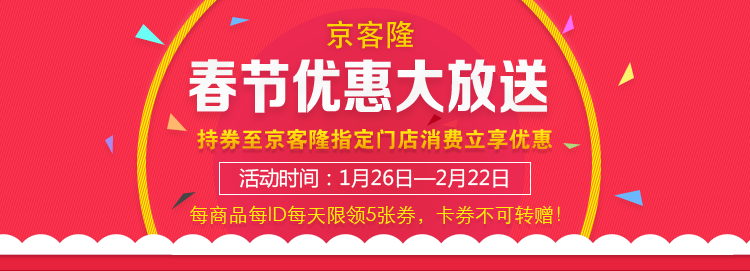 京客隆
春节优惠大放送
持券至京客隆指定门店消费立享优惠
活动时间：1月26日—2月22日
每商品每ID每天限领5张券，卡券不可转赠！